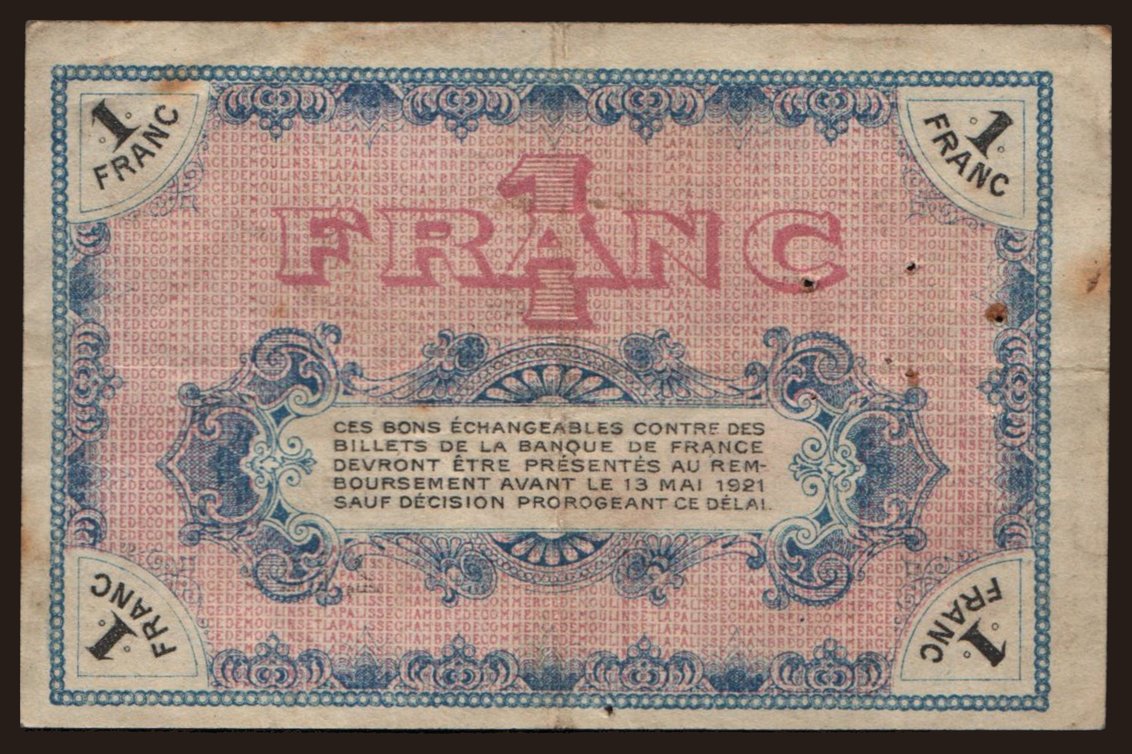 1
FRANC
1
FRANC
1
FRANC
CES BONS ÉCHANGEABLES CONTRE DES
BILLETS DE LA BANQUE DE FRANCE
DEVRONT ÊTRE PRÉSENTÉS AU REM-
BOURSEMENT AVANT LE 13 MAI 1921
SAUF DÉCISION PROROGEANT CE DÉLAI.
1
FRANC
1
FRANC